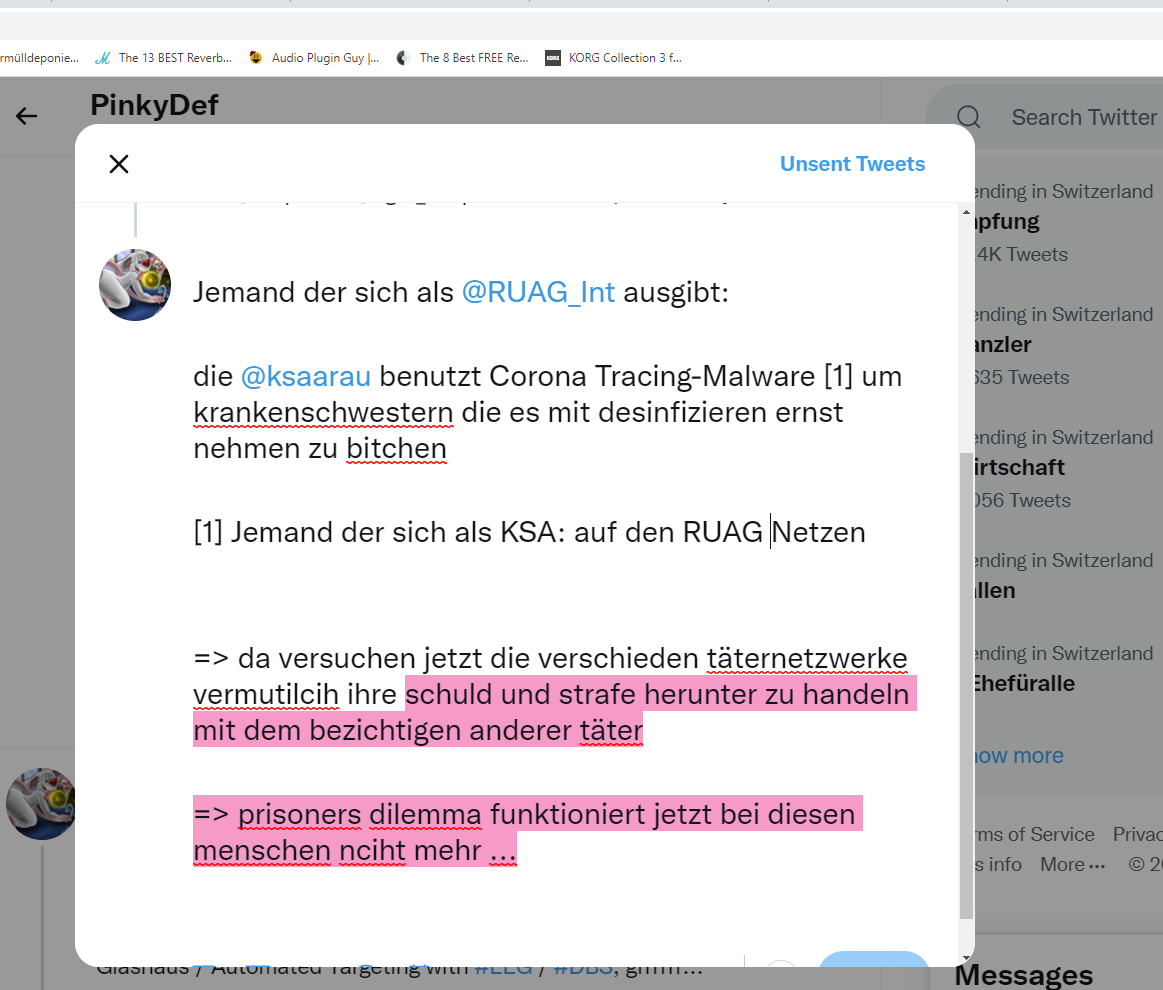 rmülldeponie...
The 13 BEST Reverb...
Audio Plugin Guy |...
The 8 Best FREE Re...
KORG
KORG Collection 3 f...
PinkyDef
Search Twitter
Unsent Tweets
Jemand der sich als @RUAG_Int ausgibt:
die @ksaarau benutzt Corona Tracing-Malware [1] um
krankenschwestern die es mit desinfizieren ernst
nehmen zu bitchen
[1] Jemand der sich als KSA: auf den RUAG Netzen
=> da versuchen jetzt die verschieden täternetzwerke
vermutilcih ihre schuld und strafe herunter zu handeln
mit dem bezichtigen anderer täter
=> prisoners dilemma funktioniert jetzt bei diesen
menschen nciht mehr ...
ending in Switzerland
pfung
4K Tweets
ending in Switzerland
anzler
635 Tweets
ending in Switzerland
irtschaft
056 Tweets
ending in Switzerland
allen
ending in Switzerland
Ehefüralle
ow more
ms of Service Privac
s info More ... © 2
Glashaus / Automated Targeting with #EEG / #DBS, grrrr...
Messages